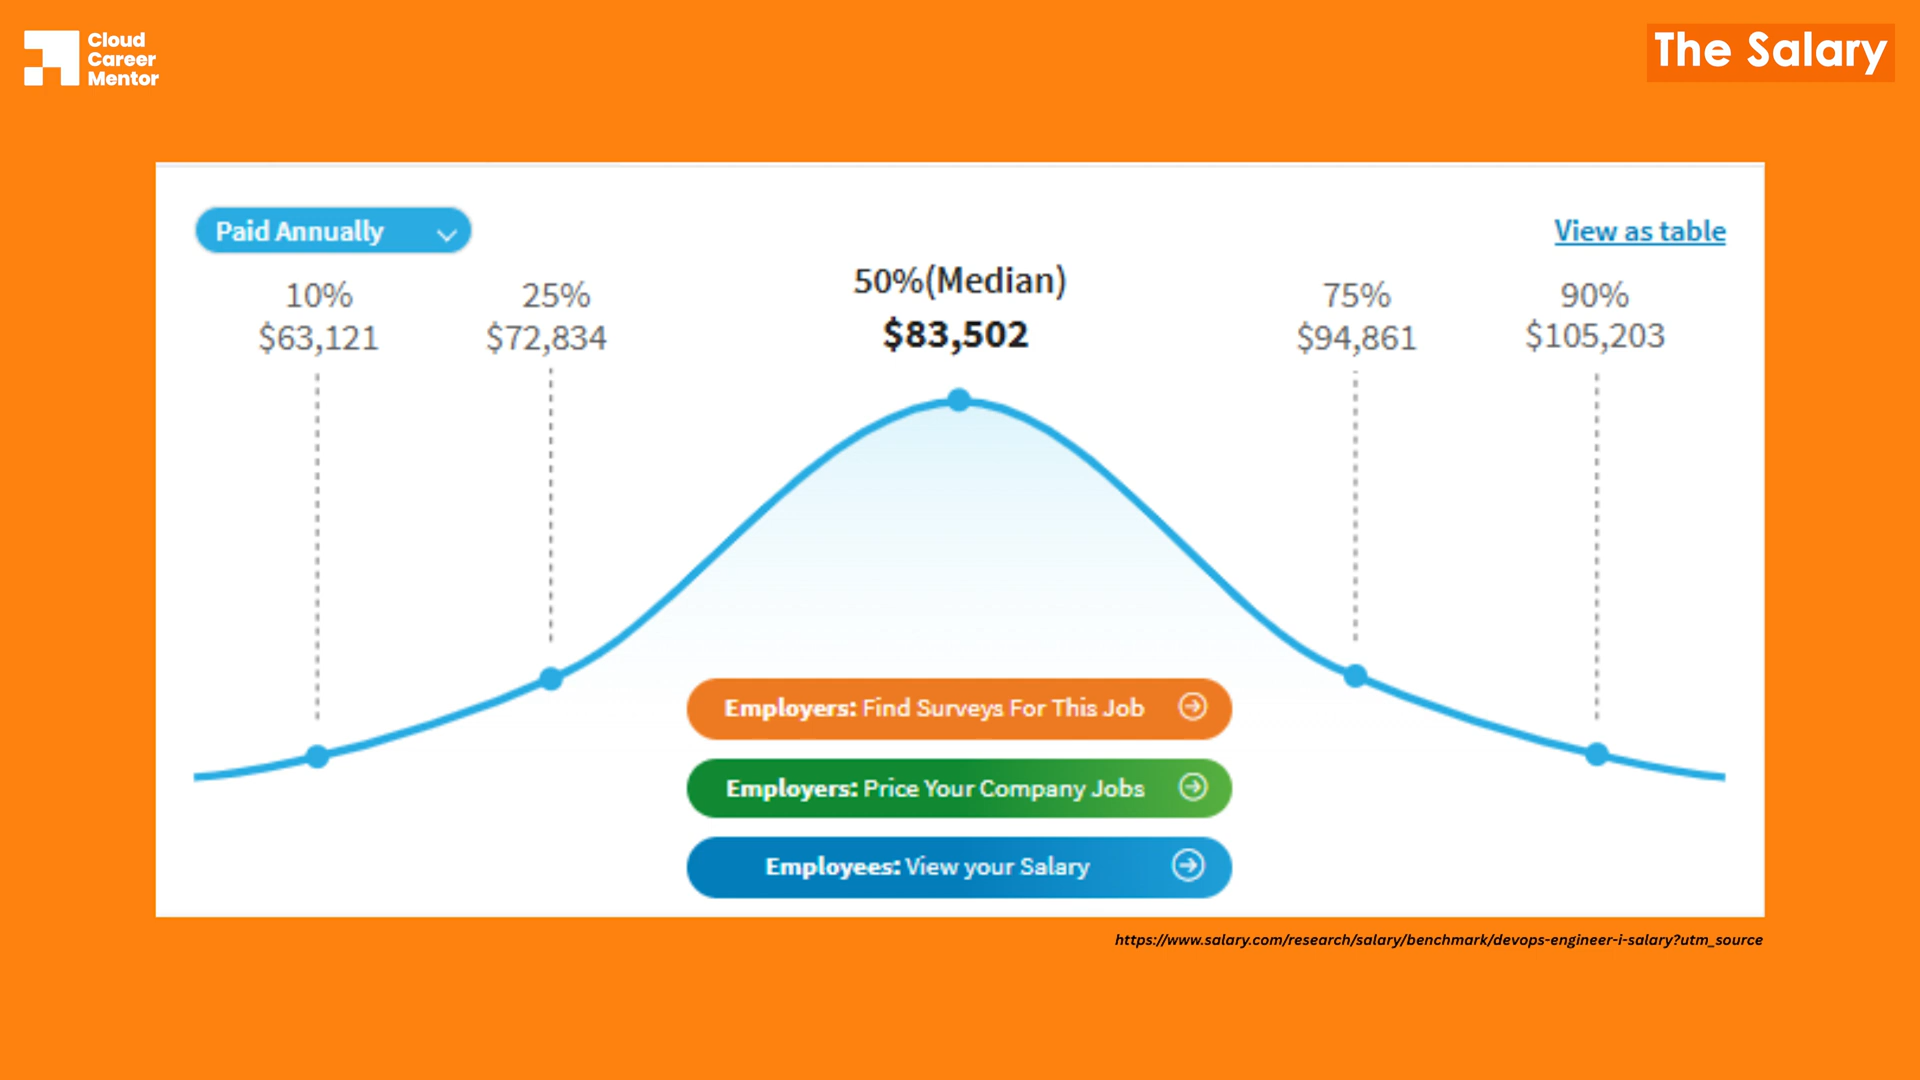 Cloud
Career
Mentor
The Salary
Paid Annually
View as table
10%
$63,121
25%
$72,834
50%(Median)
$83,502
75%
$94,861
90%
$105,203
Employers: Find Surveys For This Job
Employers: Price Your Company Jobs
Employees: View your Salary
https://www.salary.com/research/salary/benchmark/devops-engineer-i-salary?utm_source